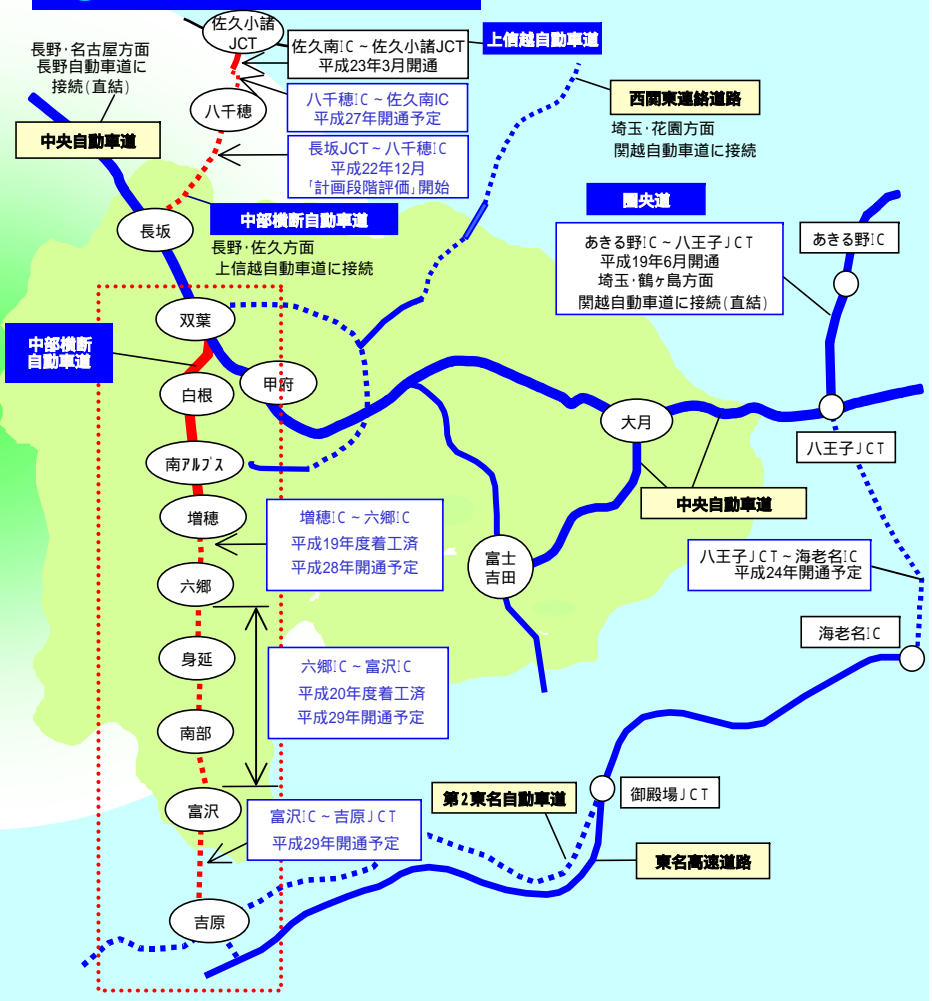 佐久小諸
JCT
佐久南IC~佐久小諸JCT
平成23年3月開通
上信越自動車道
長野・名古屋方面
長野自動車道に
接続(直結)
中央自動車道
八千穂
八千穂IC~佐久南IC
平成27年開通予定
長坂JCT~八千穂IC
平成22年12月
「計画段階評価」開始
西関東連絡道路
埼玉・花園方面
関越自動車道に接続
長坂
中部横断自動車道
長野・佐久方面
上信越自動車道に接続
圏央道
あきる野IC~八王子JCT
平成19年6月開通
埼玉・鶴ヶ島方面
関越自動車道に接続(直結)
あきる野IC
双葉
中部横断
自動車道
白根
甲府
大月
八王子JCT
南アルプス
中央自動車道
増穂
増穂IC~六郷IC
平成19年度着工済
平成28年開通予定
富士
吉田
八王子JCT~海老名IC
平成24年開通予定
六郷
海老名IC
身延
六郷IC~富沢IC
平成20年度着工済
平成29年開通予定
南部
富沢
富沢IC~吉原JCT
平成29年開通予定
第2東名自動車道
御殿場JCT
東名高速道路
吉原